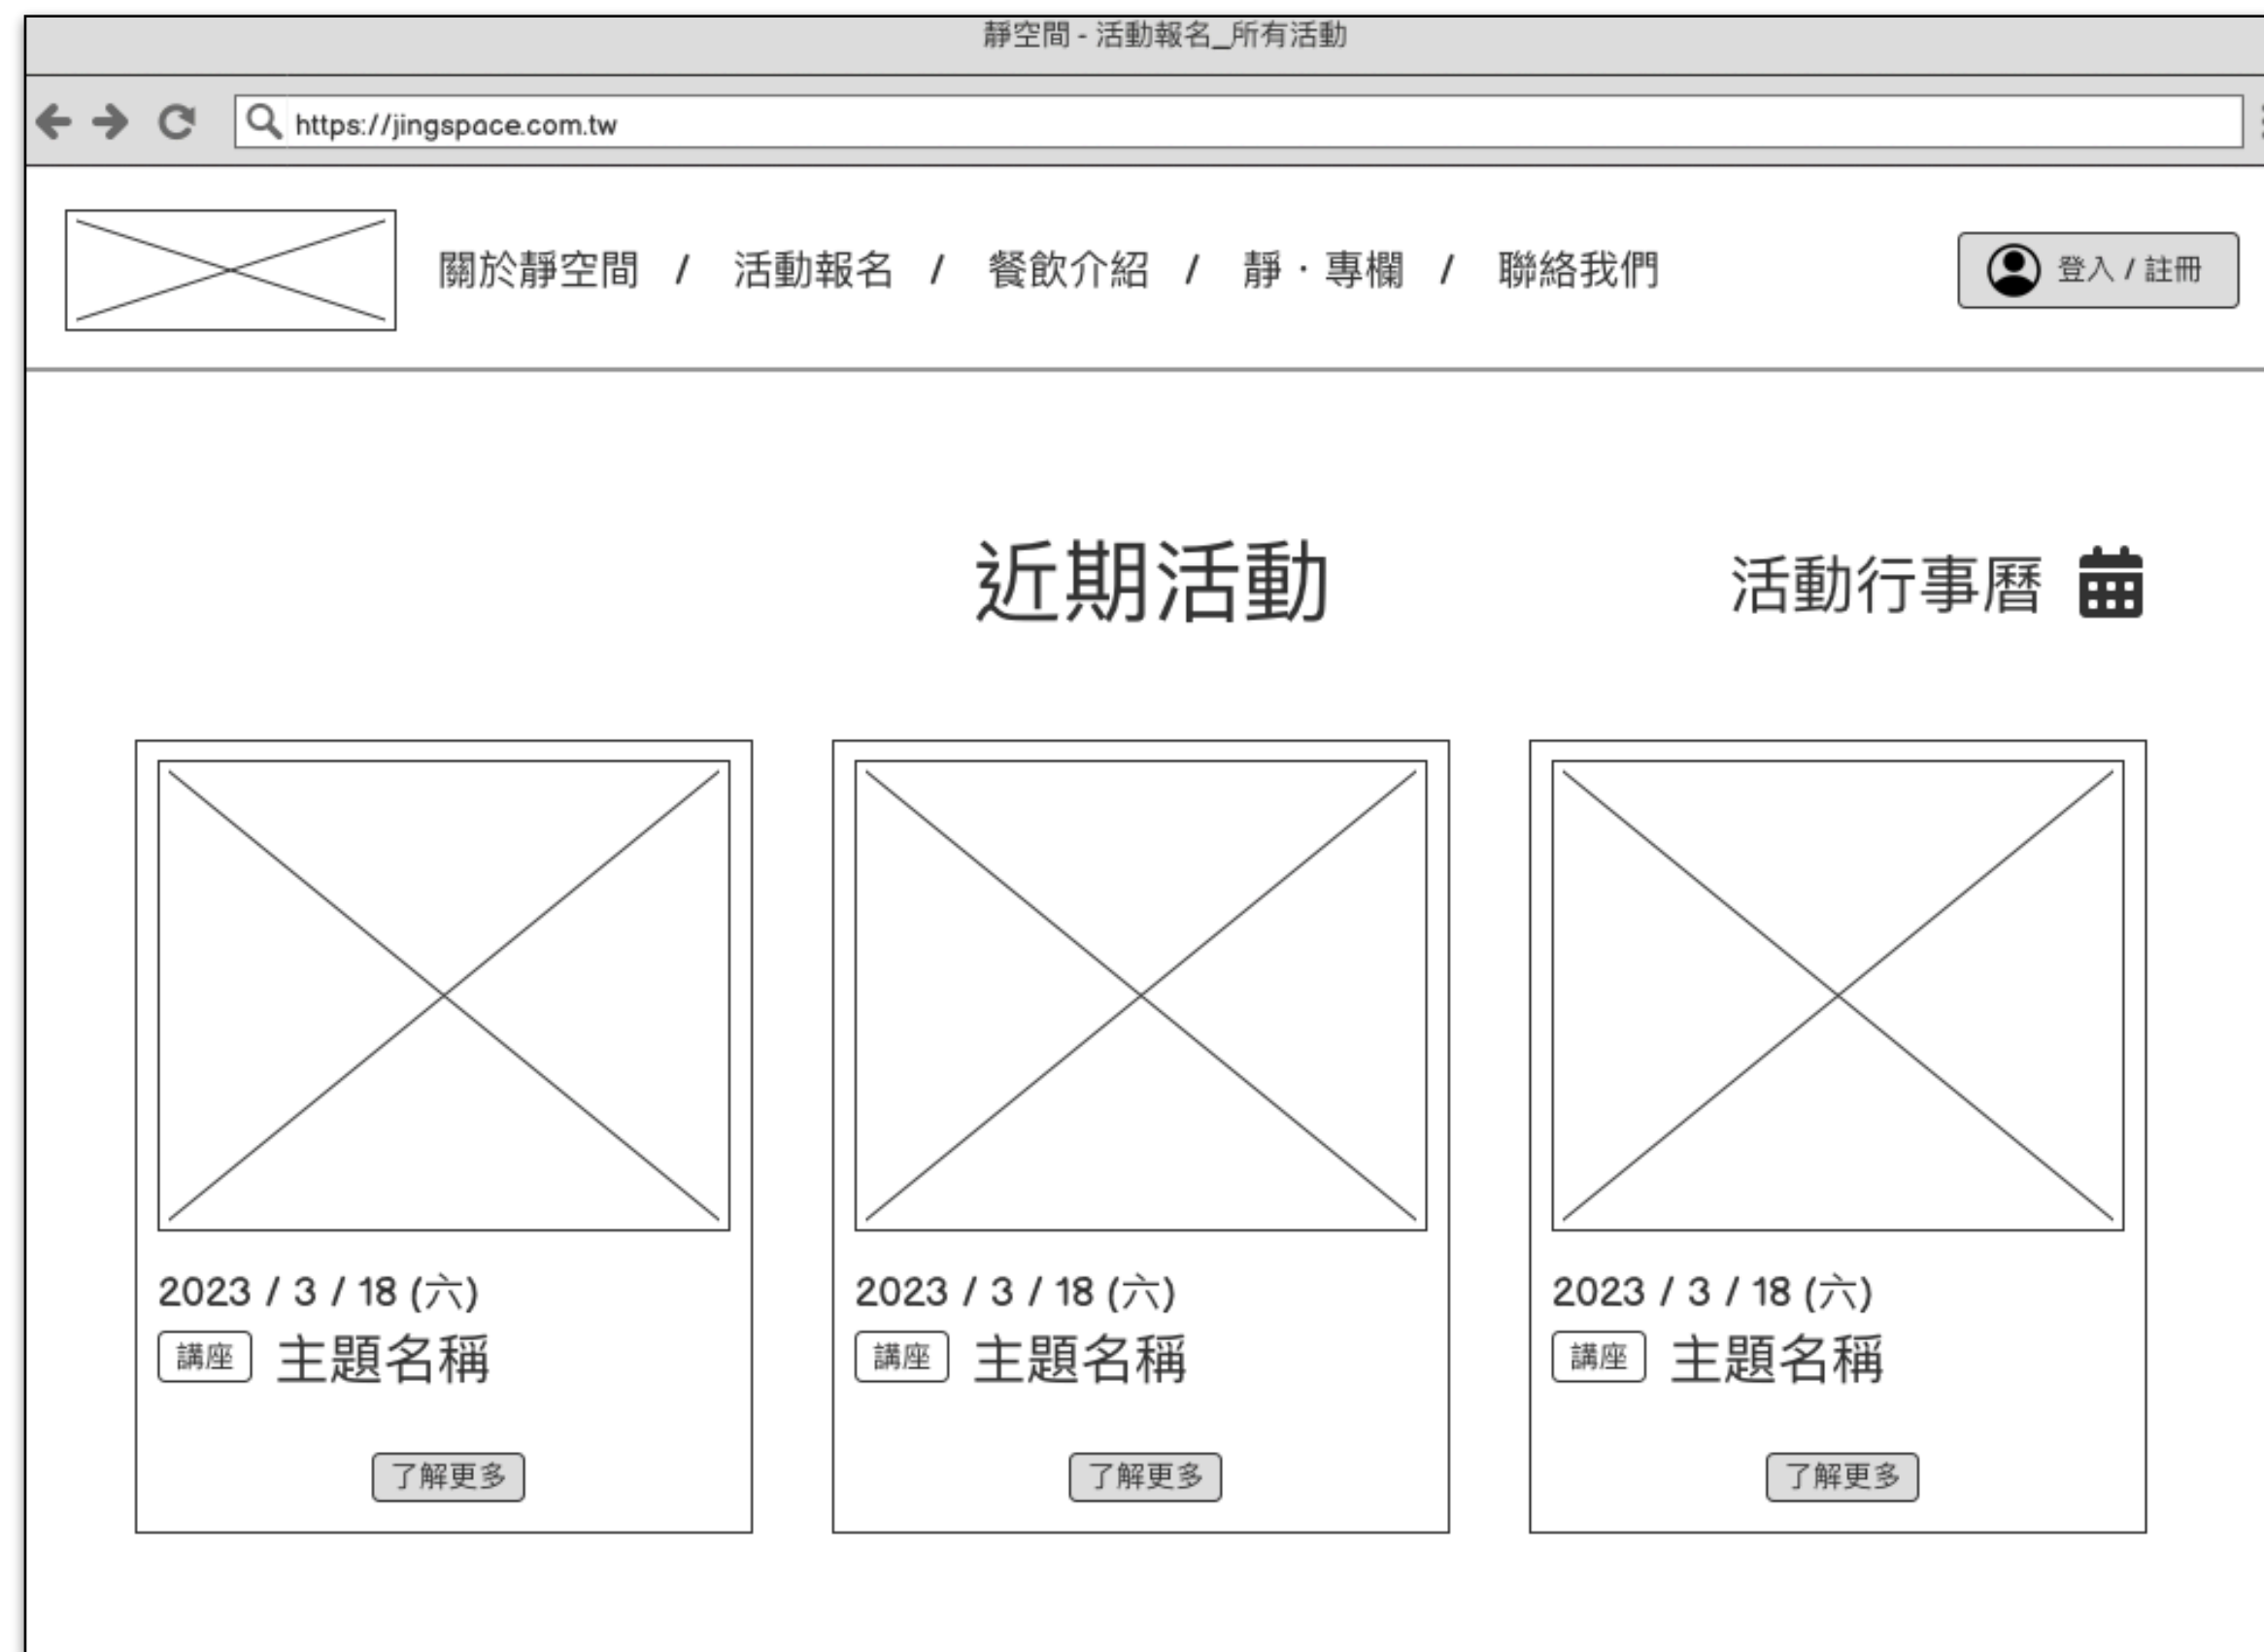 靜空間 - 活動報名_所有活動
https://jingspace.com.tw
關於靜空間 / 活動報名 / 餐飲介紹 / 靜 · 專欄 / 聯絡我們
登入 / 註冊
近期活動
活動行事曆
2023 / 3 / 18 (六)
講座 主題名稱
了解更多
2023 / 3 / 18 (六)
講座 主題名稱
了解更多
2023 / 3 / 18 (六)
講座 主題名稱
了解更多